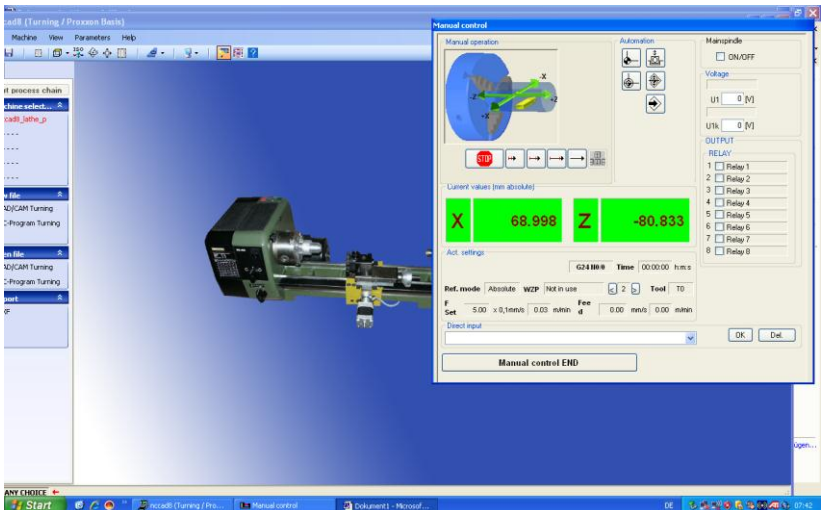 cad8 (Turning / Proxxon Basis)
Machine View Parameters Help
t process chain
chine select...
cad8_lathe_p
- - - -
- - - -
- - - -
w file
AD/CAM Turning
C-Program Turning
en file
AD/CAM Turning
C-Program Turning
port
XF
Manual control
Manual operation
-X
-Z
+Z
+X
STOP
Automation
Mainspindle
ON/OFF
Voltage
U1 0 [V]
U1k 0 [V]
OUTPUT
RELAY
1 Relay 1
2 Relay 2
3 Relay 3
4 Relay 4
5 Relay 5
6 Relay 6
7 Relay 7
8 Relay 8
Current values (mm absolute)
X 68.998 Z -80.833
Act. settings
G24 H0:0 Time 00:00:00 h:m:s
Ref. mode Absolute WZP Not in use < 2 > Tool T0
F Set 5.00 x 0,1mm/s 0.03 m/min Fee d 0.00 mm/s 0.00 m/min
Direct input
OK Del.
Manual control END
ügen...
ANY CHOICE
Start
nccad8 (Turning / Pro...
Manual control
Dokument1 - Microsof...
DE
07:42